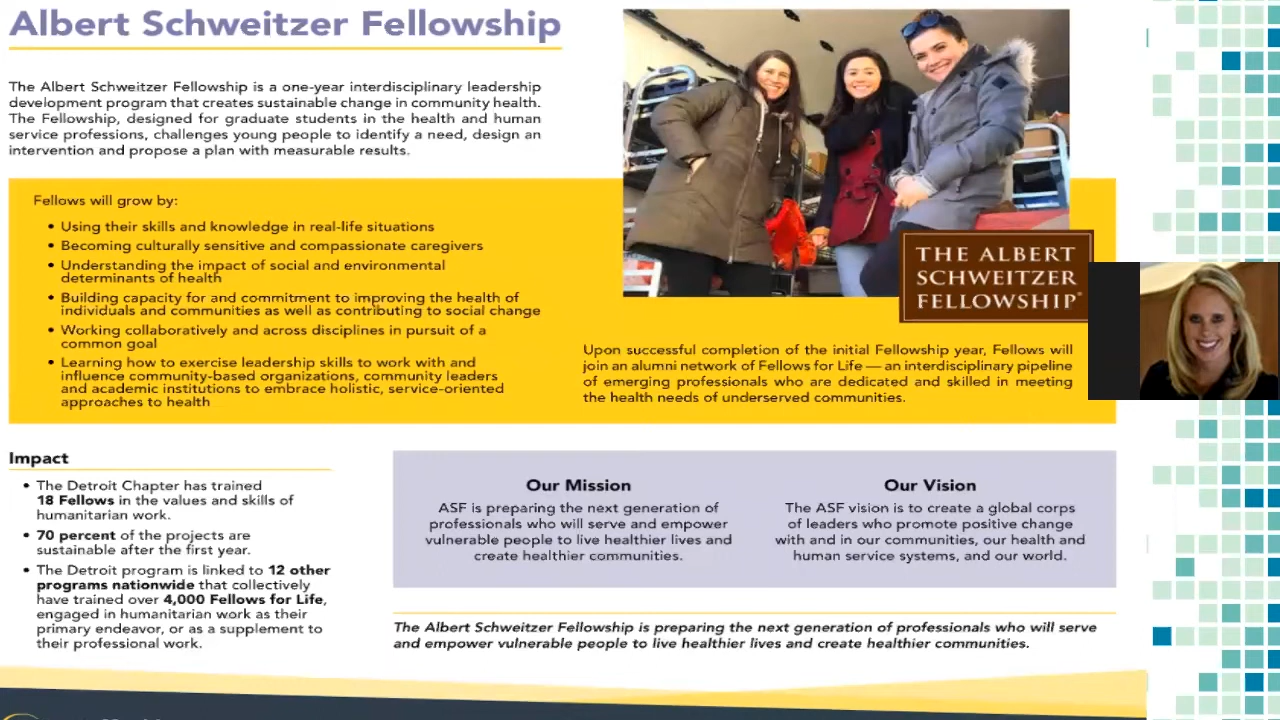 Albert Schweitzer Fellowship
The Albert Schweitzer Fellowship is a one-year interdisciplinary leadership
development program that creates sustainable change in community health.
The Fellowship, designed for graduate students in the health and human
service professions, challenges young people to identify a need, design an
intervention and propose a plan with measurable results.
Fellows will grow by:
• Using their skills and knowledge in real-life situations
• Becoming culturally sensitive and compassionate caregivers
• Understanding the impact of social and environmental
determinants of health
• Building capacity for and commitment to improving the health of
individuals and communities as well as contributing to social change
• Working collaboratively and across disciplines in pursuit of a
common goal
• Learning how to exercise leadership skills to work with and
influence community-based organizations, community leaders
and academic institutions to embrace holistic, service-oriented
approaches to health
THE ALBERT
SCHWEITZER
FELLOWSHIP®
Upon successful completion of the initial Fellowship year, Fellows will
join an alumni network of Fellows for Life — an interdisciplinary pipeline
of emerging professionals who are dedicated and skilled in meeting
the health needs of underserved communities.
Impact
• The Detroit Chapter has trained
18 Fellows in the values and skills of
humanitarian work.
• 70 percent of the projects are
sustainable after the first year.
• The Detroit program is linked to 12 other
programs nationwide that collectively
have trained over 4,000 Fellows for Life,
engaged in humanitarian work as their
primary endeavor, or as a supplement to
their professional work.
Our Mission
ASF is preparing the next generation of
professionals who will serve and empower
vulnerable people to live healthier lives and
create healthier communities.
Our Vision
The ASF vision is to create a global corps
of leaders who promote positive change
with and in our communities, our health and
human service systems, and our world.
The Albert Schweitzer Fellowship is preparing the next generation of professionals who will serve
and empower vulnerable people to live healthier lives and create healthier communities.